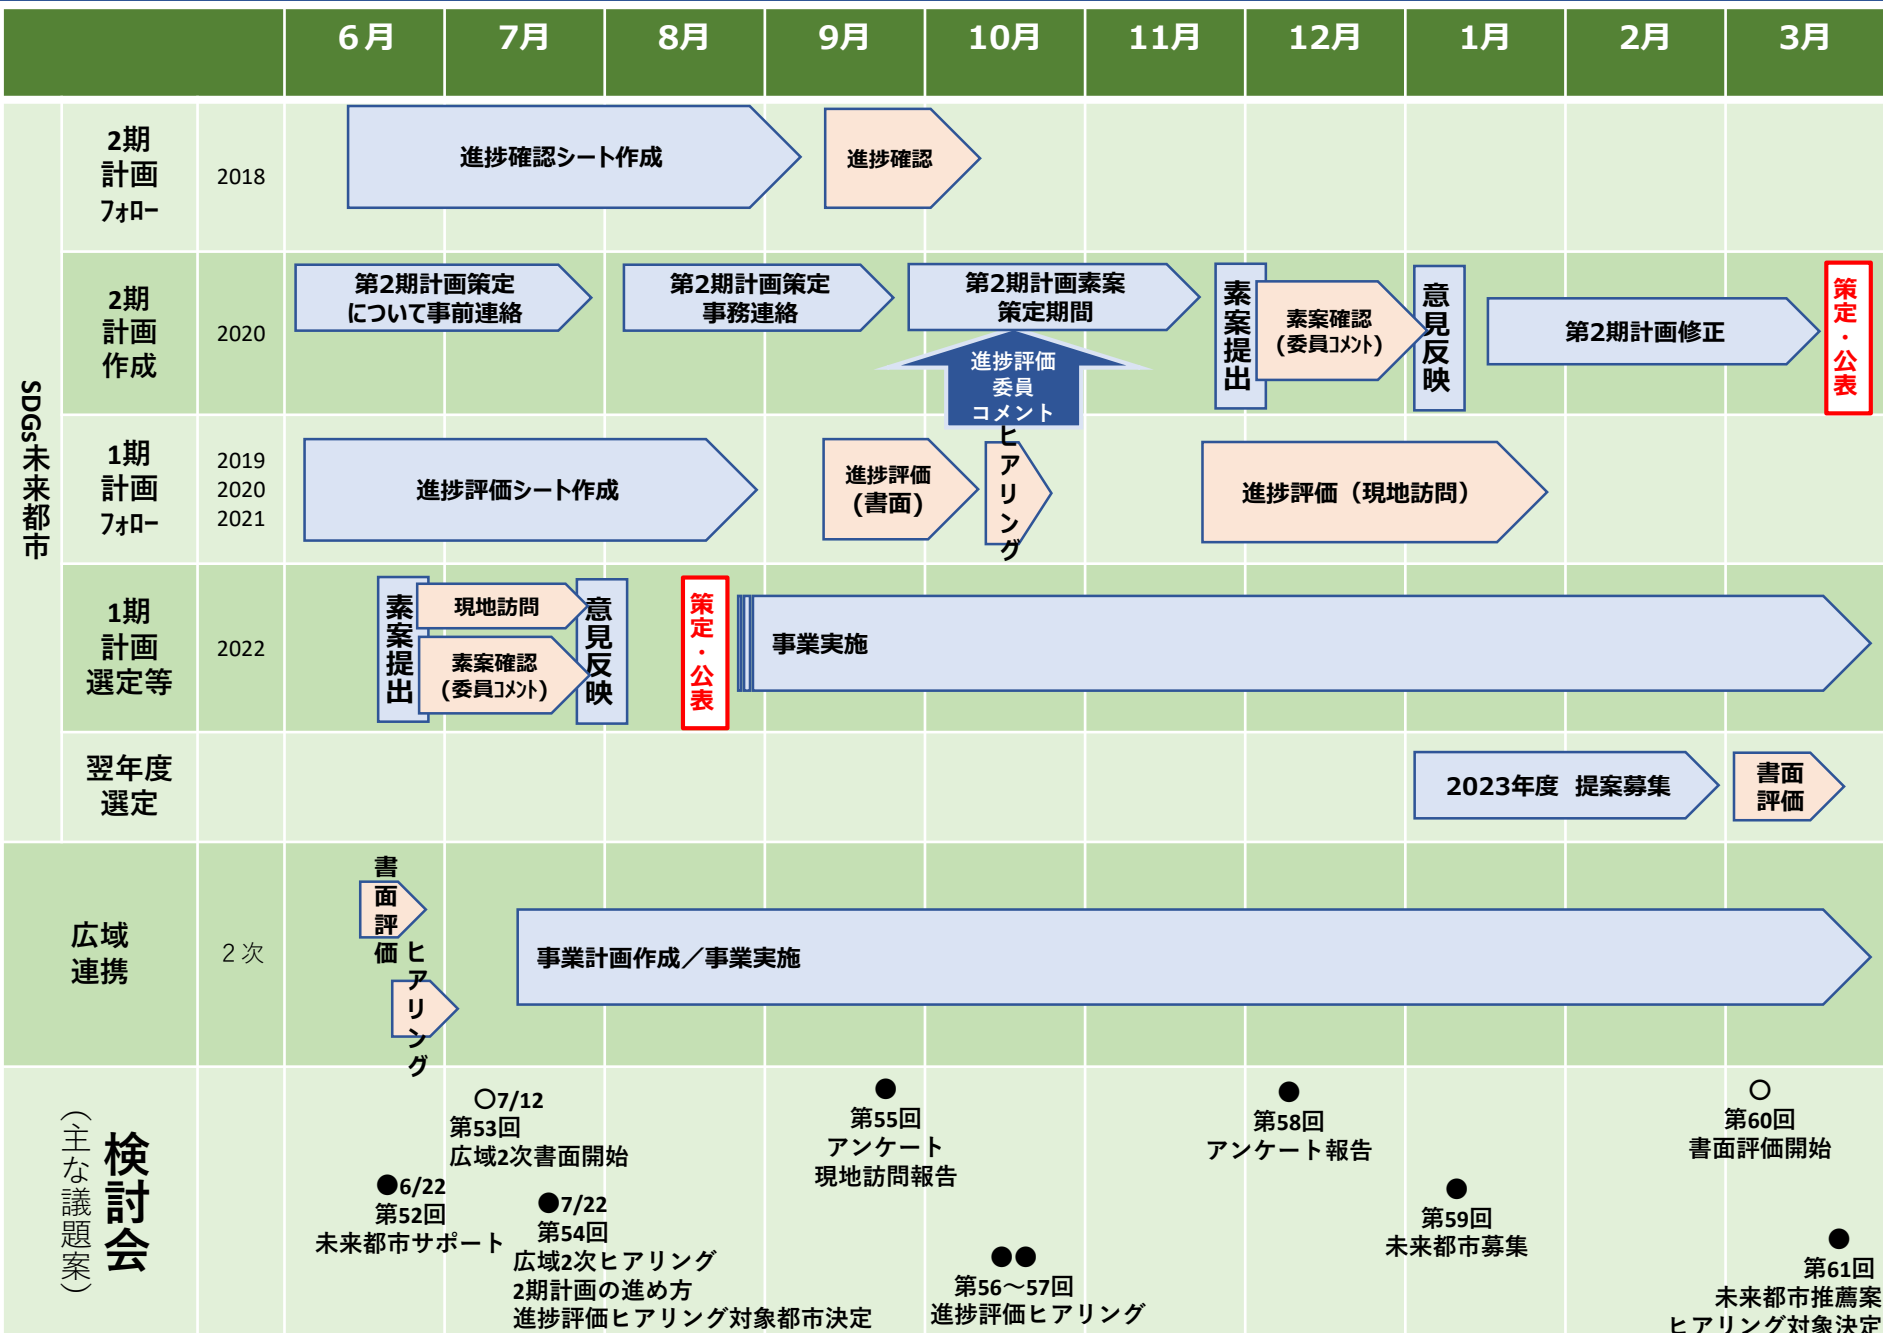 6月 7月 8月 9月 10月 11月 12月 1月 2月 3月
SDGs未来都市
2期
計画
フォロー
2018
進捗確認シート作成
進捗確認
2期
計画
作成
2020
第2期計画策定
について事前連絡
第2期計画策定
事務連絡
第2期計画素案
策定期間
進捗評価
委員
コメント
素案提出
素案確認
(委員コメント)
意見反映
第2期計画修正
策定・公表
1期
計画
フォロー
2019
2020
2021
進捗評価シート作成
進捗評価
(書面)
ヒアリング
進捗評価（現地訪問）
1期
計画
選定等
2022
素案提出
現地訪問
素案確認
(委員コメント)
意見反映
策定・公表
事業実施
翌年度
選定
2023年度 提案募集
書面
評価
広域
連携
２次
書面評価
ヒアリング
事業計画作成／事業実施
検討会
（主な議題案）
●6/22
第52回
未来都市サポート
○7/12
第53回
広域2次書面開始
●7/22
第54回
広域2次ヒアリング
2期計画の進め方
進捗評価ヒアリング対象都市決定
●
第55回
アンケート
現地訪問報告
●●
第56～57回
進捗評価ヒアリング
●
第58回
アンケート報告
●
第59回
未来都市募集
○
第60回
書面評価開始
●
第61回
未来都市推薦案
ヒアリング対象決定